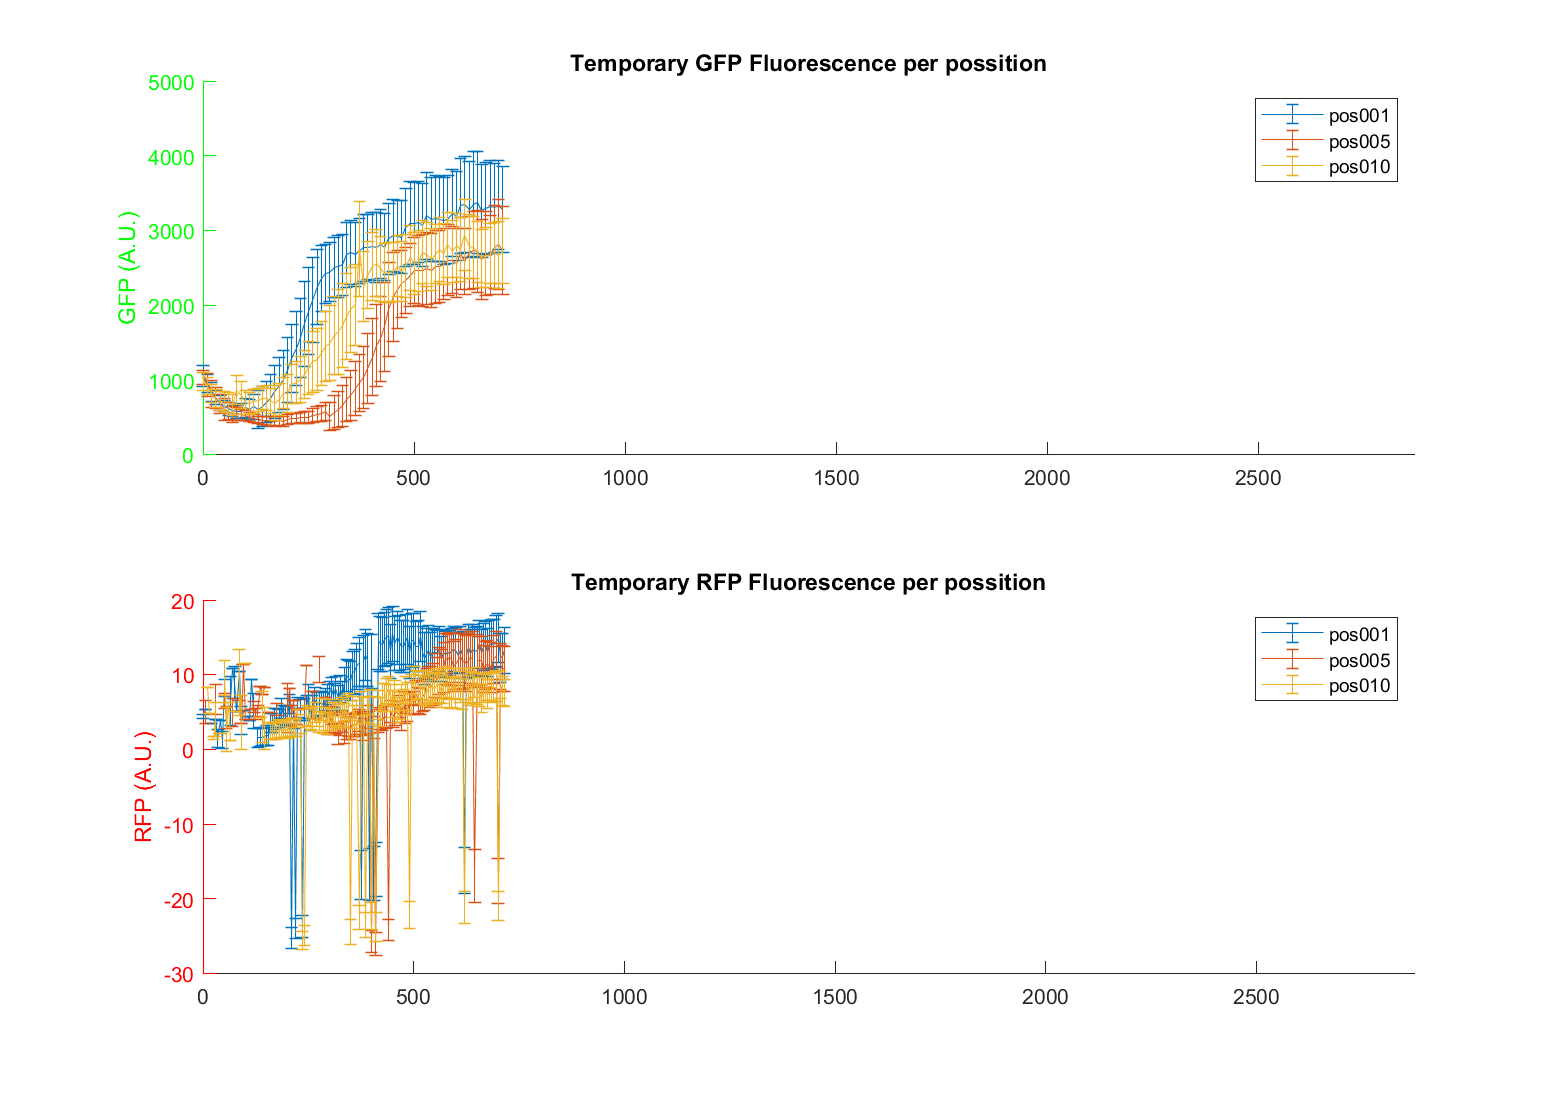 Temporary GFP Fluorescence per possition
5000
4000
3000
2000
1000
0
GFP (A.U.)
0 500 1000 1500 2000 2500
pos001
pos005
pos010
Temporary RFP Fluorescence per possition
20
10
0
-10
-20
-30
RFP (A.U.)
0 500 1000 1500 2000 2500
pos001
pos005
pos010